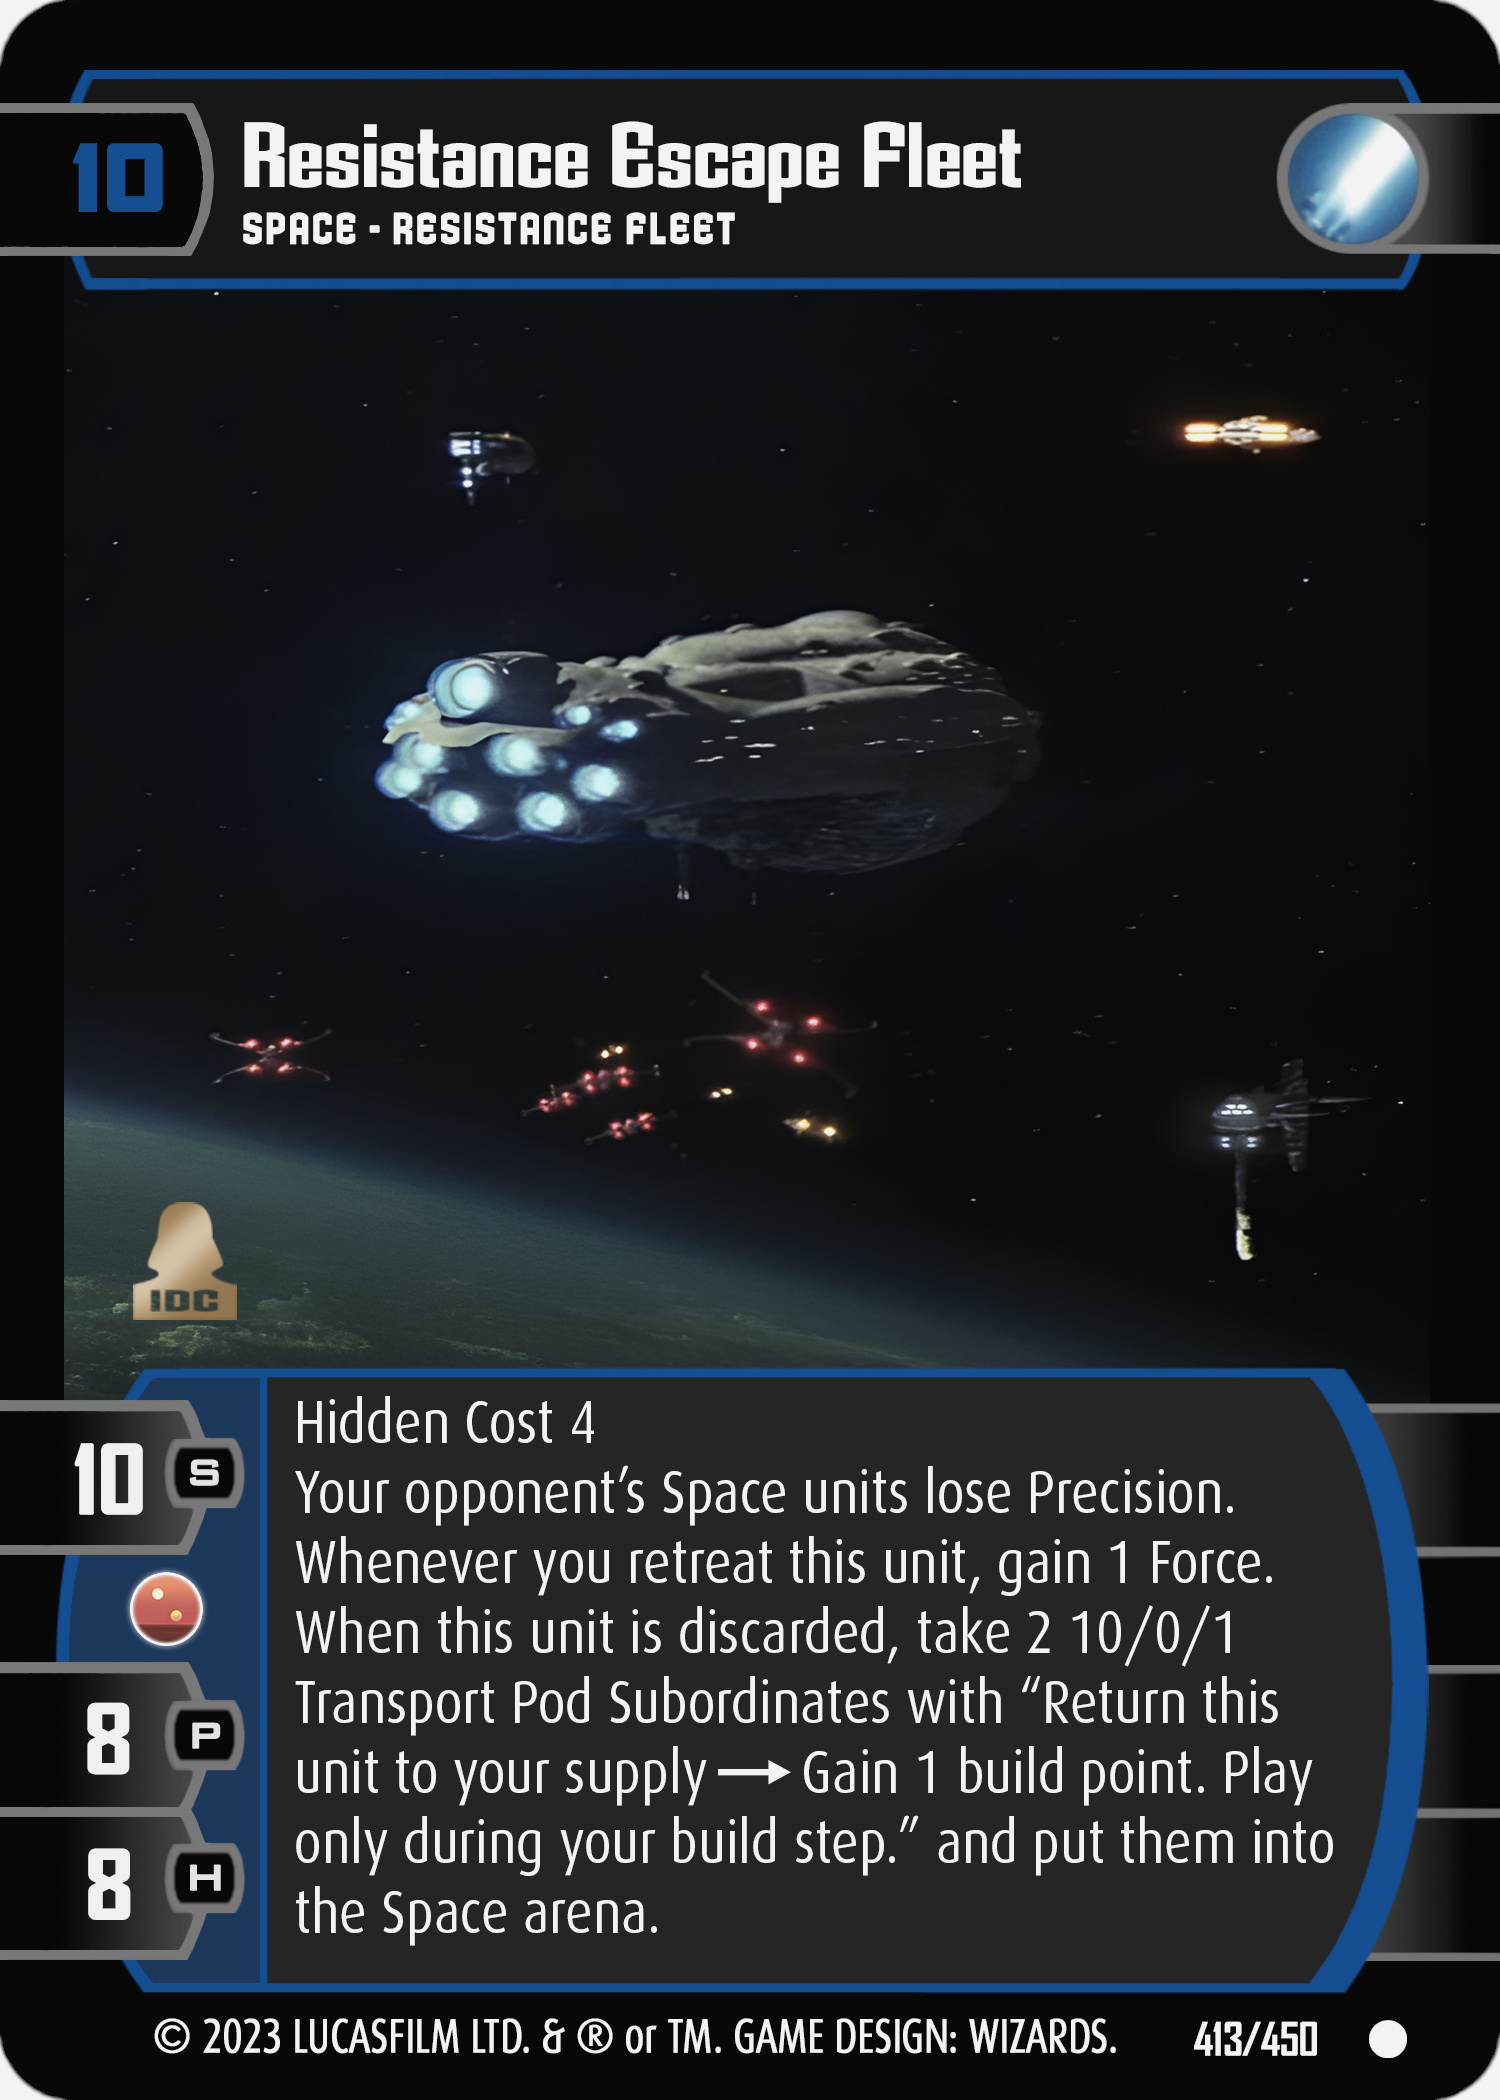 10
Resistance Escape Fleet
SPACE - RESISTANCE FLEET
IDC
10 S
8 P
8 H
Hidden Cost 4
Your opponent’s Space units lose Precision.
Whenever you retreat this unit, gain 1 Force.
When this unit is discarded, take 2 10/0/1
Transport Pod Subordinates with “Return this
unit to your supply → Gain 1 build point. Play
only during your build step.” and put them into
the Space arena.
© 2023 LUCASFILM LTD. & ® or TM. GAME DESIGN: WIZARDS. 413/450